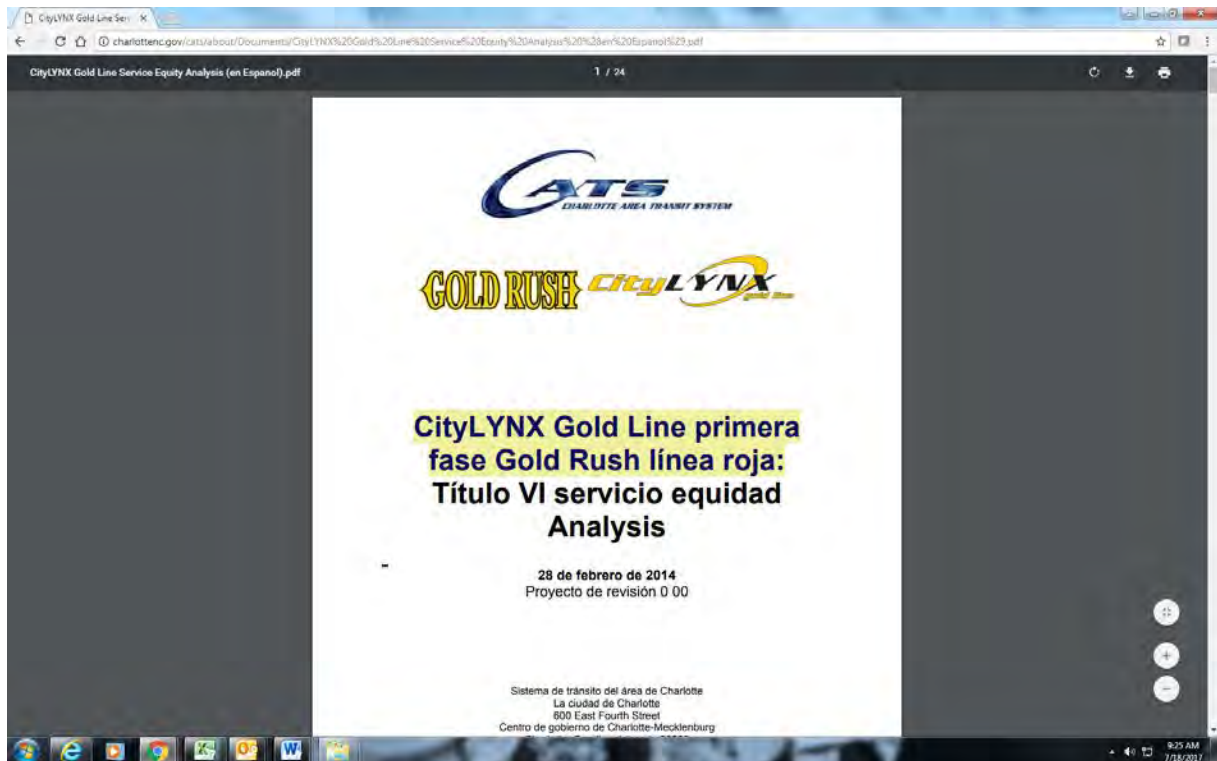 CityLYNX Gold Line Ser
charlottenc.gov/cats/about/Documents/CityLYNX%20Gold%20Line%20Service%20Equity%20Analysis%20%28en%20Espanol%29.pdf
CityLYNX Gold Line Service Equity Analysis (en Espanol).pdf
1 / 24
CATS
CHARLOTTE AREA TRANSIT SYSTEM
GOLD RUSH
CityLYNX
gold line
CityLYNX Gold Line primera
fase Gold Rush línea roja:
Título VI servicio equidad
Analysis
28 de febrero de 2014
Proyecto de revisión 0 00
Sistema de tránsito del área de Charlotte
La ciudad de Charlotte
600 East Fourth Street
Centro de gobierno de Charlotte-Mecklenburg
9:25 AM
7/18/2017